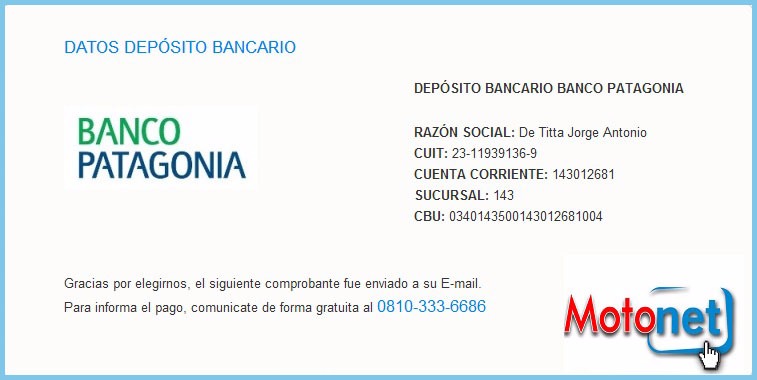 DATOS DEPÓSITO BANCARIO
DEPÓSITO BANCARIO BANCO PATAGONIA
BANCO
PATAGONIA
RAZÓN SOCIAL: De Titta Jorge Antonio
CUIT: 23-11939136-9
CUENTA CORRIENTE: 143012681
SUCURSAL: 143
CBU: 0340143500143012681004
Gracias por elegirnos, el siguiente comprobante fue enviado a su E-mail.
Para informa el pago, comunicate de forma gratuita al 0810-333-6686
Motonet